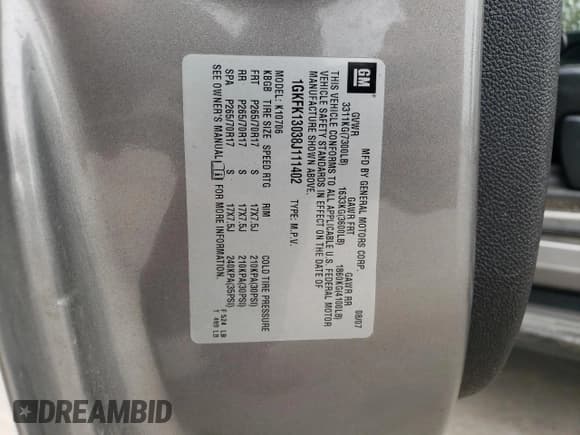 GM
MFD BY GENERAL MOTORS CORP. 08/07
GVWR GAWR FRT GAWR RR
3311KG(7300LB) 1633KG(3600LB) 1860KG(4100LB)
THIS VEHICLE CONFORMS TO ALL APPLICABLE U.S. FEDERAL MOTOR
VEHICLE SAFETY STANDARDS IN EFFECT ON THE DATE OF
MANUFACTURE SHOWN ABOVE.
1GKFK13038J111402 TYPE: M.P.V.
MODEL: K10706
KBGB TIRE SIZE SPEED RTG RIM COLD TIRE PRESSURE
FRT P265/70R17 S 17X7.5J 210KPA(30PSI)
RR P265/70R17 S 17X7.5J 210KPA(30PSI)
SPA P265/70R17 S 17X7.5J 240KPA(35PSI)
SEE OWNER'S MANUAL FOR MORE INFORMATION.
F 524 LB
T 499 LB
DREAMBID